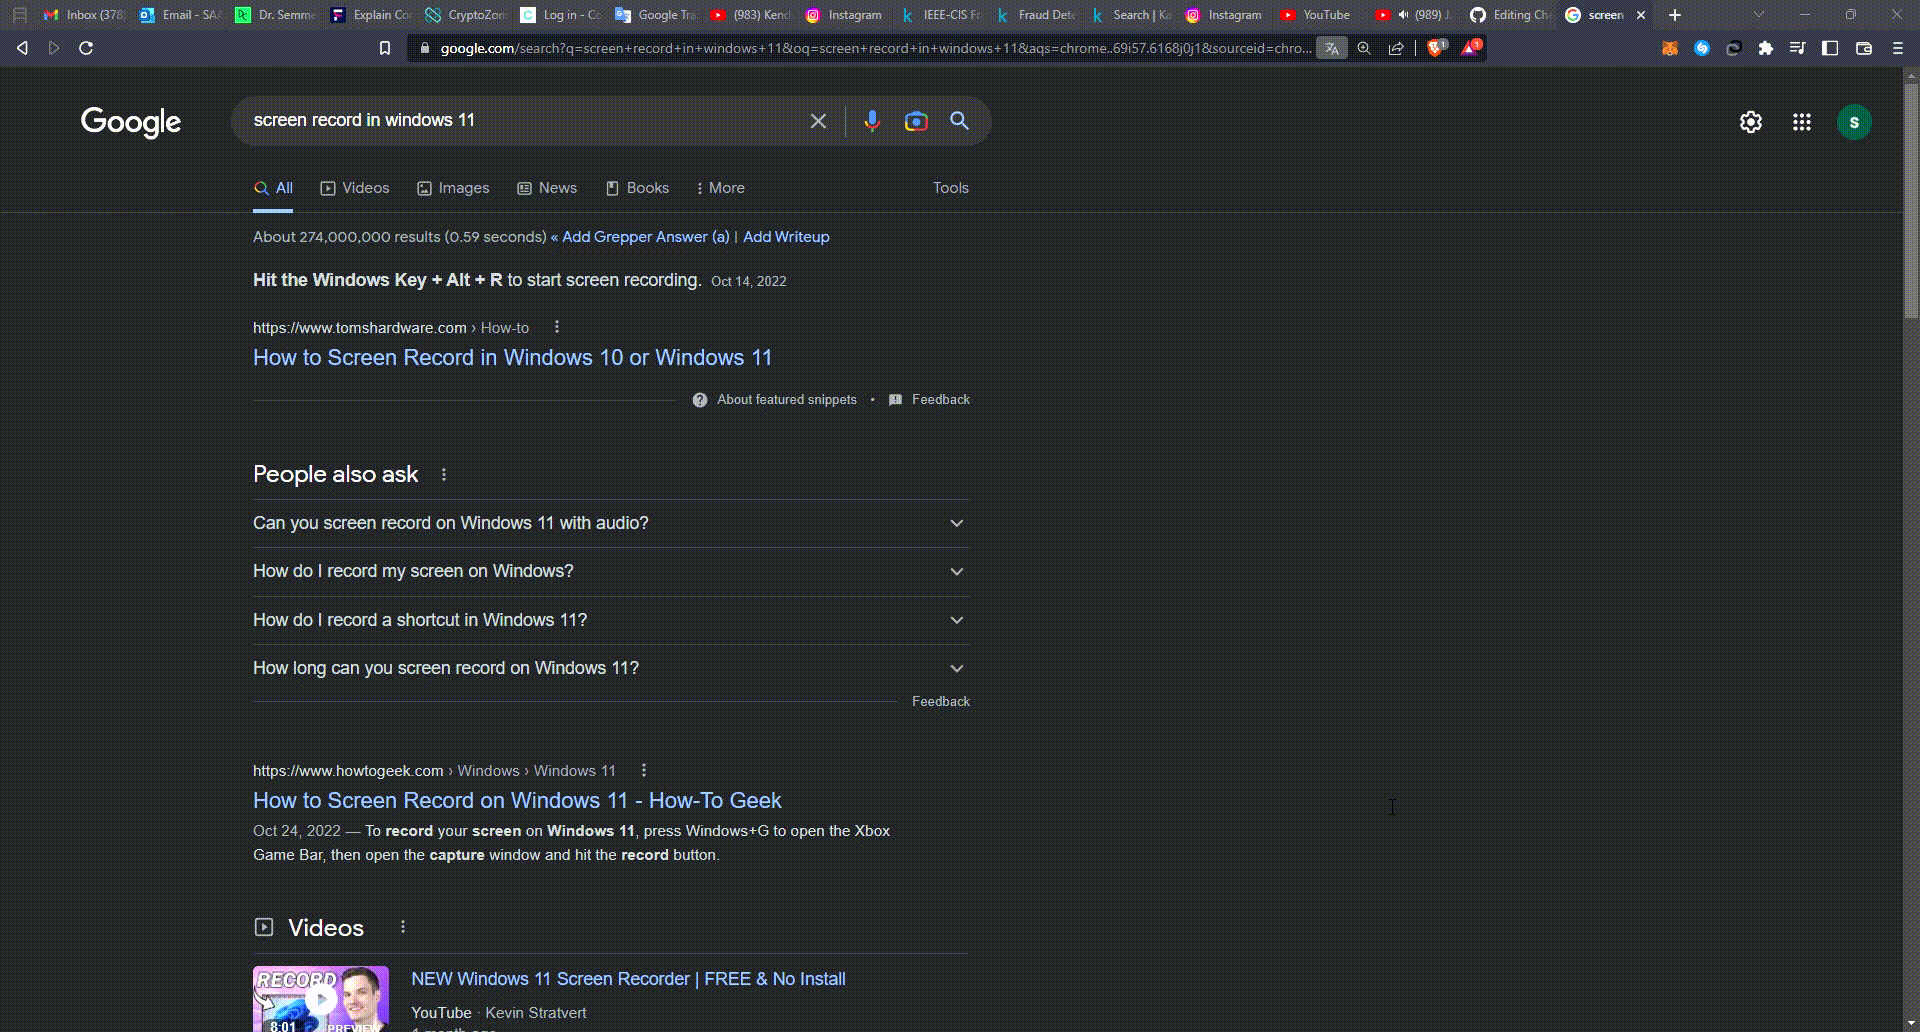 Inbox (378
Email - SAA
Dr. Semme
Explain Co
CryptoZom
Log in - Co
Google Tra
(983) Kend
Instagram
IEEE-CIS Fr
Fraud Dete
Search | Ka
Instagram
YouTube
(989) J.
Editing Ch
screen
google.com/search?q=screen+record+in+windows+11&oq=screen+record+in+windows+11&aqs=chrome..69i57.6168j0j1&sourceid=chro...
1
1
Google
screen record in windows 11
S
All Videos Images News Books More Tools
About 274,000,000 results (0.59 seconds) « Add Grepper Answer (a) | Add Writeup
Hit the Windows Key + Alt + R to start screen recording. Oct 14, 2022
https://www.tomshardware.com › How-to
How to Screen Record in Windows 10 or Windows 11
About featured snippets • Feedback
People also ask
Can you screen record on Windows 11 with audio?
How do I record my screen on Windows?
How do I record a shortcut in Windows 11?
How long can you screen record on Windows 11?
Feedback
https://www.howtogeek.com › Windows › Windows 11
How to Screen Record on Windows 11 - How-To Geek
Oct 24, 2022 — To record your screen on Windows 11, press Windows+G to open the Xbox
Game Bar, then open the capture window and hit the record button.
Videos
RECORD
8:01
PREVIEW
NEW Windows 11 Screen Recorder | FREE & No Install
YouTube · Kevin Stratvert
1 month ago